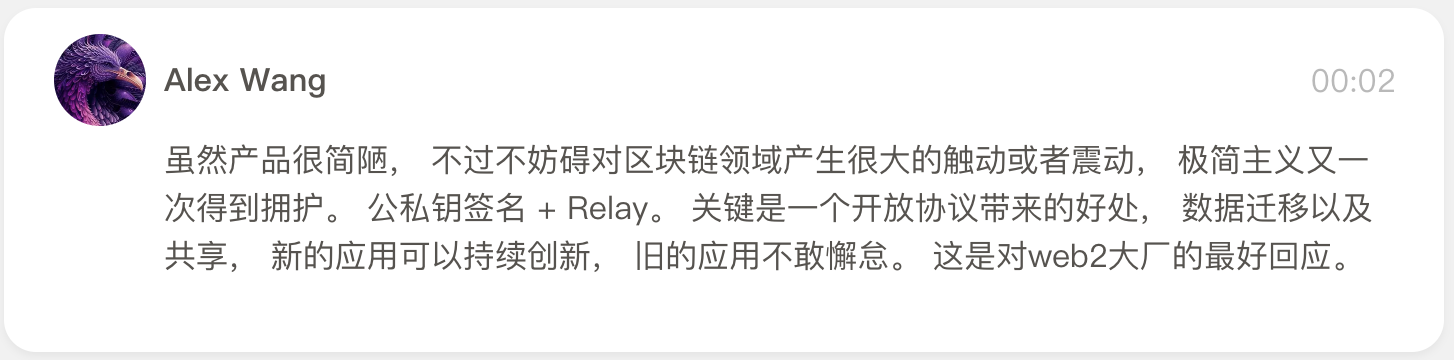 Alex Wang
00:02
虽然产品很简陋， 不过不妨碍对区块链领域产生很大的触动或者震动， 极简主义又一
次得到拥护。 公私钥签名 + Relay。 关键是一个开放协议带来的好处， 数据迁移以及
共享， 新的应用可以持续创新， 旧的应用不敢懈怠。 这是对web2大厂的最好回应。